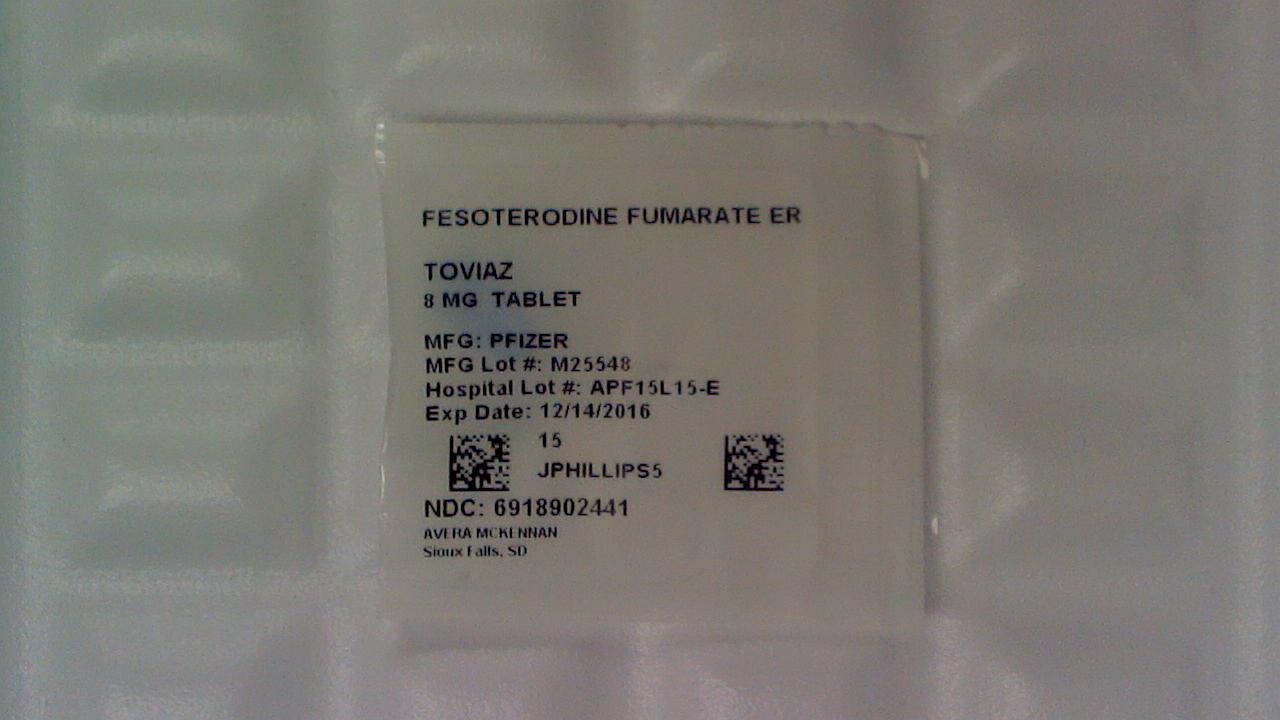 FESOTERODINE FUMARATE ER
TOVIAZ
8 MG TABLET
MFG: PFIZER
MFG Lot #: M25548
Hospital Lot #: APF15L15-E
Exp Date: 12/14/2016
15
JPHILLIPS5
NDC: 6918902441
AVERA MCKENNAN
Sioux Falls, SD